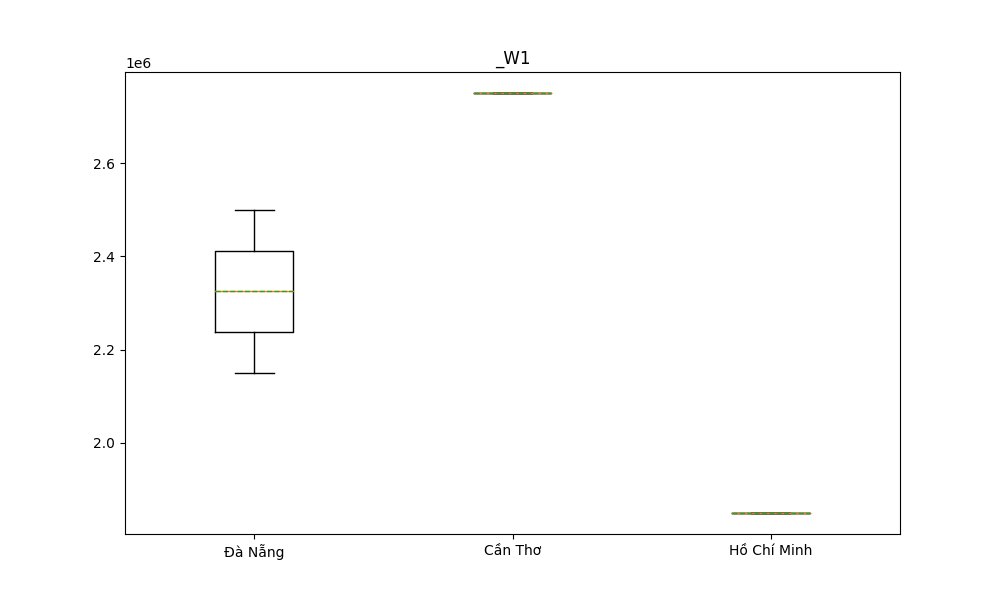 _W1
1e6
2.6
2.4
2.2
2.0
Đà Nẵng Cần Thơ Hồ Chí Minh